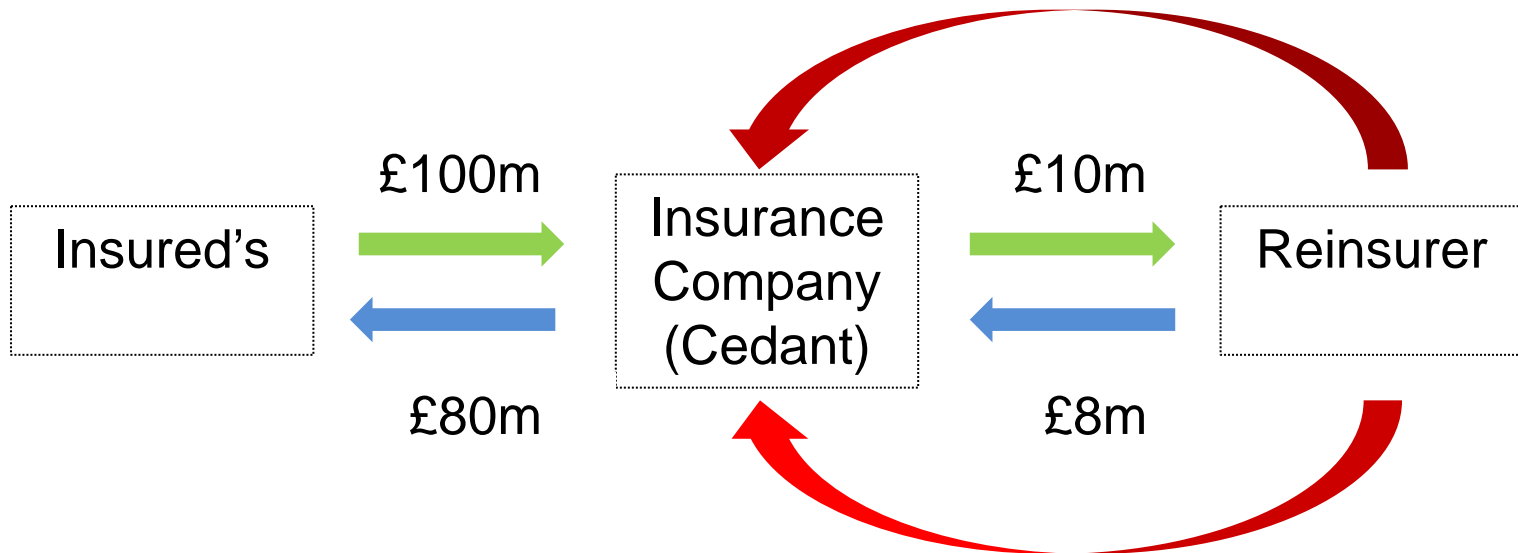 £100m
£10m
Insured's
Insurance
Company
(Cedant)
Reinsurer
£80m
£8m